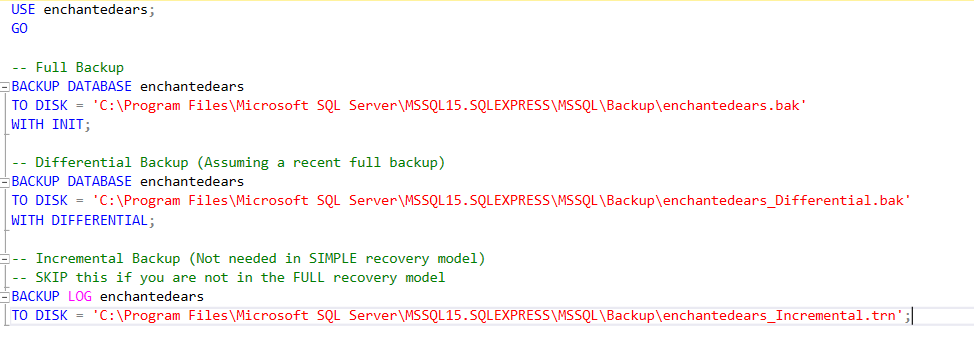 USE enchantedears;
GO
-- Full Backup
BACKUP DATABASE enchantedears
TO DISK = 'C:\Program Files\Microsoft SQL Server\MSSQL15.SQLEXPRESS\MSSQL\Backup\enchantedears.bak'
WITH INIT;
-- Differential Backup (Assuming a recent full backup)
BACKUP DATABASE enchantedears
TO DISK = 'C:\Program Files\Microsoft SQL Server\MSSQL15.SQLEXPRESS\MSSQL\Backup\enchantedears_Differential.bak'
WITH DIFFERENTIAL;
-- Incremental Backup (Not needed in SIMPLE recovery model)
-- SKIP this if you are not in the FULL recovery model
BACKUP LOG enchantedears
TO DISK = 'C:\Program Files\Microsoft SQL Server\MSSQL15.SQLEXPRESS\MSSQL\Backup\enchantedears_Incremental.trn';